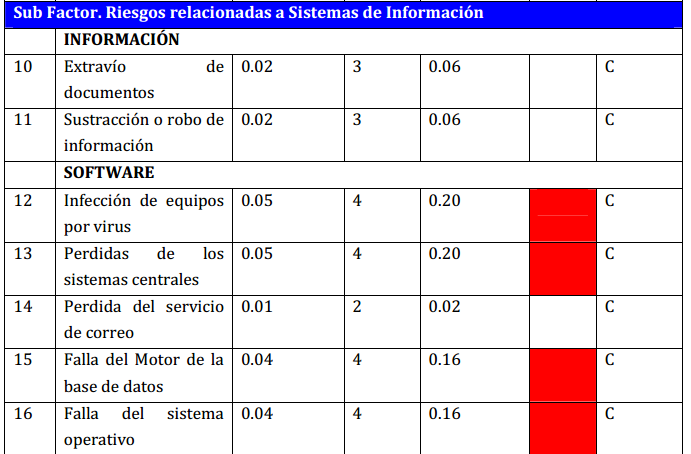 Sub Factor. Riesgos relacionadas a Sistemas de Información
INFORMACIÓN
10 Extravío de 0.02 3 0.06 C
documentos
11 Sustracción o robo de 0.02 3 0.06 C
información
SOFTWARE
12 Infección de equipos 0.05 4 0.20 C
por virus
13 Perdidas de los 0.05 4 0.20 C
sistemas centrales
14 Perdida del servicio 0.01 2 0.02 C
de correo
15 Falla del Motor de la 0.04 4 0.16 C
base de datos
16 Falla del sistema 0.04 4 0.16 C
operativo